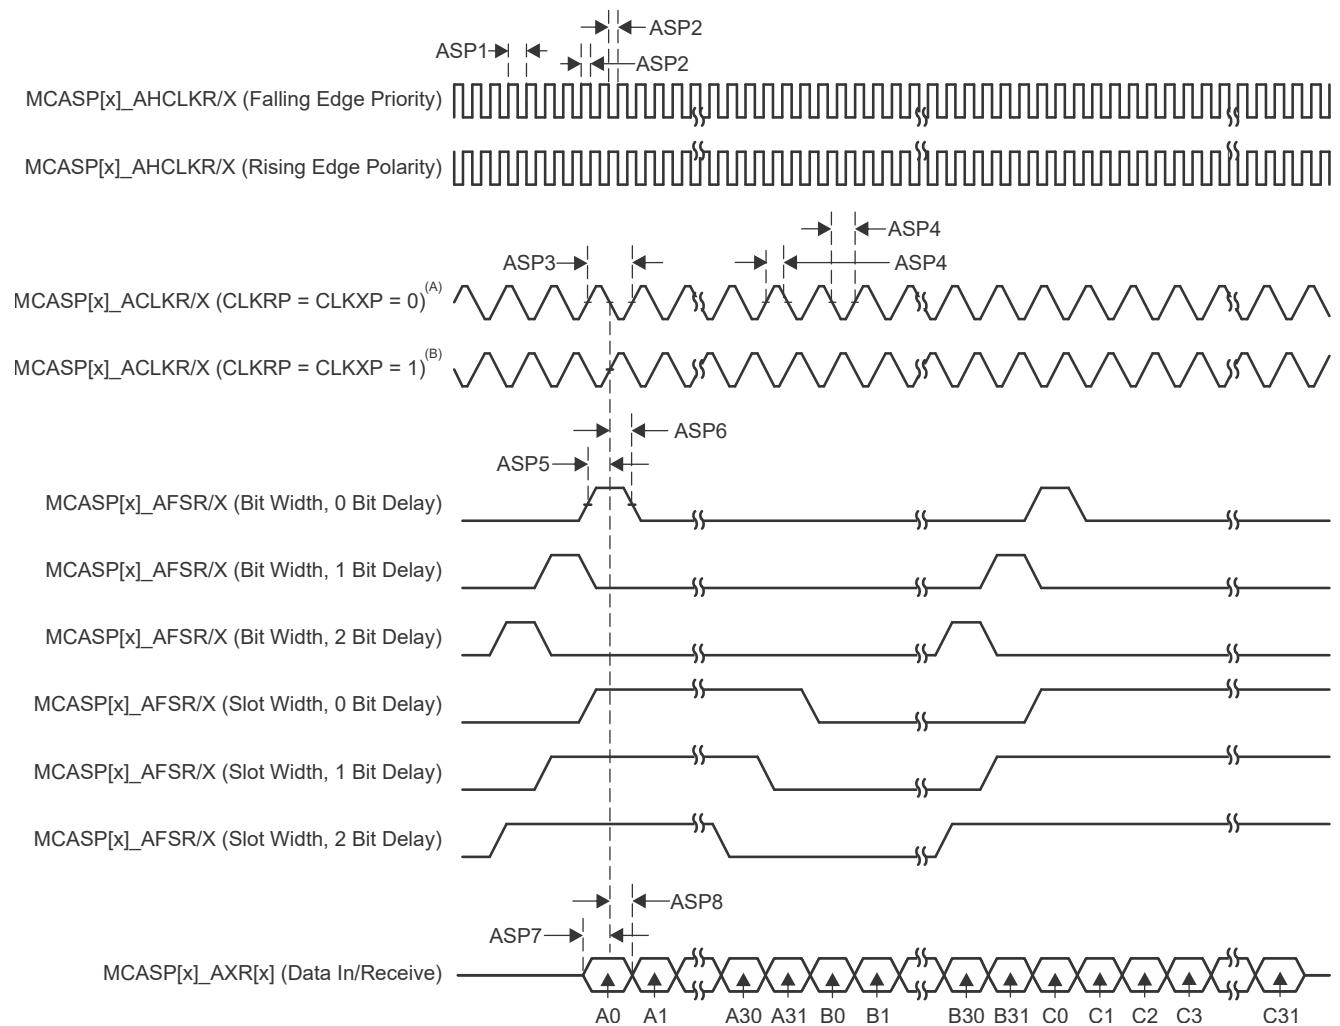 ASP2
ASP1
ASP2
MCASP[x]_AHCLKR/X (Falling Edge Priority)
MCASP[x]_AHCLKR/X (Rising Edge Polarity)
ASP4
ASP3
ASP4
MCASP[x]_ACLKR/X (CLKRP = CLKXP = 0)(A)
MCASP[x]_ACLKR/X (CLKRP = CLKXP = 1)(B)
ASP6
ASP5
MCASP[x]_AFSR/X (Bit Width, 0 Bit Delay)
MCASP[x]_AFSR/X (Bit Width, 1 Bit Delay)
MCASP[x]_AFSR/X (Bit Width, 2 Bit Delay)
MCASP[x]_AFSR/X (Slot Width, 0 Bit Delay)
MCASP[x]_AFSR/X (Slot Width, 1 Bit Delay)
MCASP[x]_AFSR/X (Slot Width, 2 Bit Delay)
ASP8
ASP7
MCASP[x]_AXR[x] (Data In/Receive)
A0 A1 A30 A31 B0 B1 B30 B31 C0 C1 C2 C3 C31